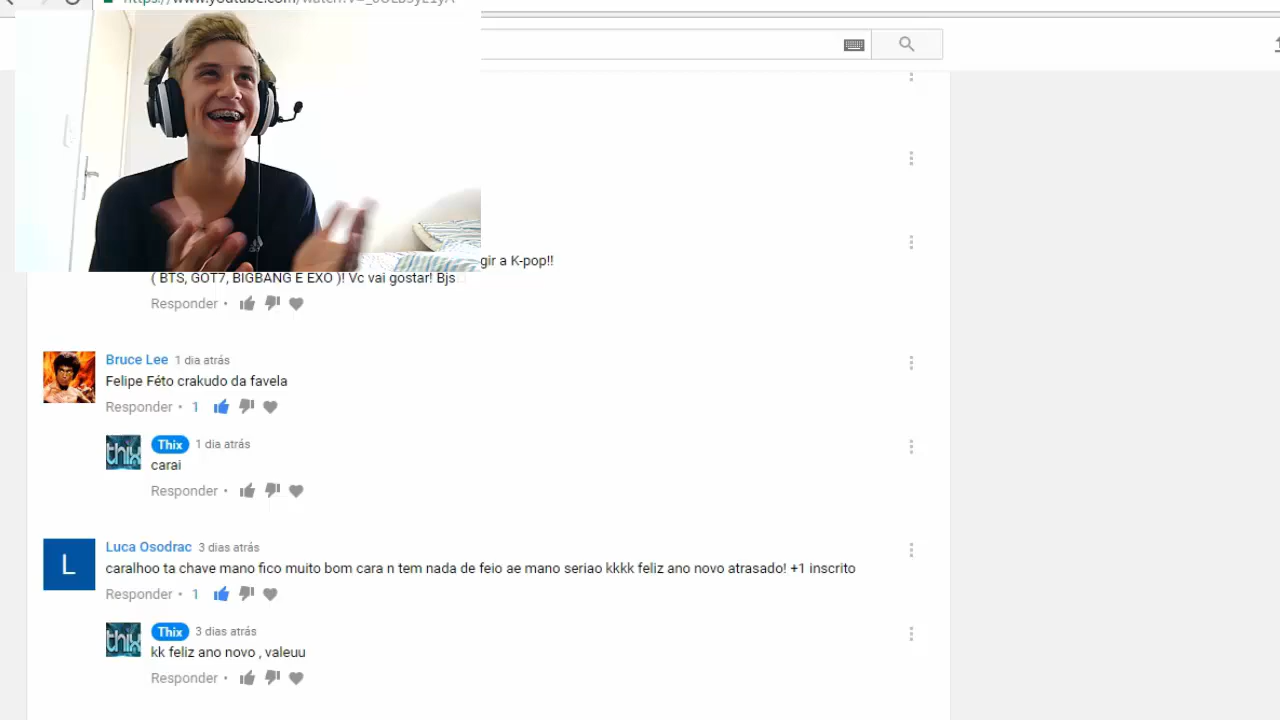 gir a K-pop!!
( BTS, GOT7, BIGBANG E EXO )! Vc vai gostar! Bjs
Responder •
Bruce Lee 1 dia atrás
Felipe Féto crakudo da favela
Responder • 1
thix Thix 1 dia atrás
carai
Responder •
L Luca Osodrac 3 dias atrás
caralhoo ta chave mano fico muito bom cara n tem nada de feio ae mano seriao kkkk feliz ano novo atrasado! +1 inscrito
Responder • 1
thix Thix 3 dias atrás
kk feliz ano novo , valeuu
Responder •